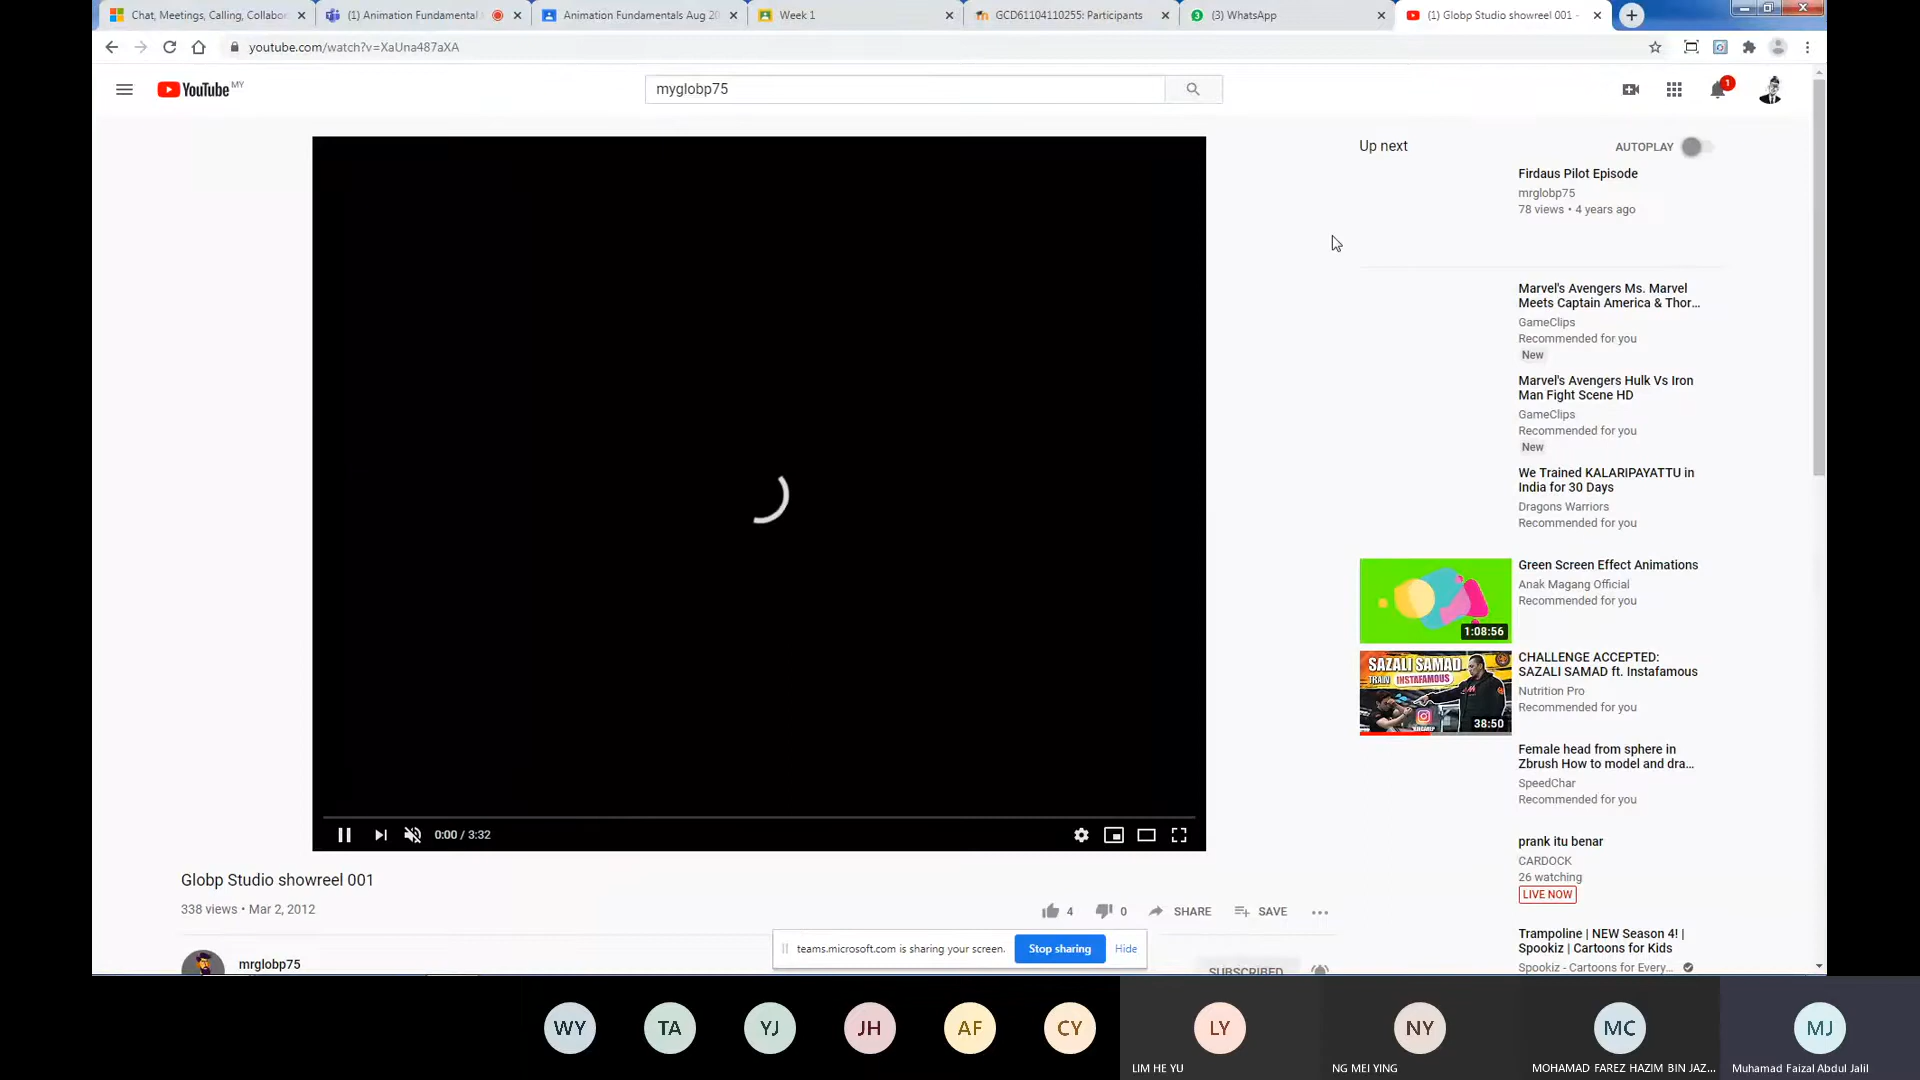 Chat, Meetings, Calling, Collabo
(1) Animation Fundamental
Animation Fundamentals Aug 20
Week 1
GCD61104110255: Participants
(3) WhatsApp
(1) Globp Studio showreel 001 -
youtube.com/watch?v=XaUna487aXA
YouTube MY
myglobp75
1
Up next
AUTOPLAY
Firdaus Pilot Episode
mrglobp75
78 views • 4 years ago
Marvel's Avengers Ms. Marvel
Meets Captain America & Thor...
GameClips
Recommended for you
New
Marvel's Avengers Hulk Vs Iron
Man Fight Scene HD
GameClips
Recommended for you
New
We Trained KALARIPAYATTU in
India for 30 Days
Dragons Warriors
Recommended for you
1:08:56
Green Screen Effect Animations
Anak Magang Official
Recommended for you
SAZALI SAMAD
TRAIN INSTAFAMOUS
38:50
CHALLENGE ACCEPTED:
SAZALI SAMAD ft. Instafamous
Nutrition Pro
Recommended for you
Female head from sphere in
Zbrush How to model and dra...
SpeedChar
Recommended for you
prank itu benar
CARDOCK
26 watching
LIVE NOW
Trampoline | NEW Season 4! |
Spookiz | Cartoons for Kids
Spookiz - Cartoons for Every...
0:00 / 3:32
Globp Studio showreel 001
338 views • Mar 2, 2012
4
0
SHARE
SAVE
mrglobp75
SUBSCRIBED
teams.microsoft.com is sharing your screen.
Stop sharing
Hide
WY
TA
YJ
JH
AF
CY
LY
NY
MC
MJ
LIM HE YU
NG MEI YING
MOHAMAD FAREZ HAZIM BIN JAZ...
Muhamad Faizal Abdul Jalil